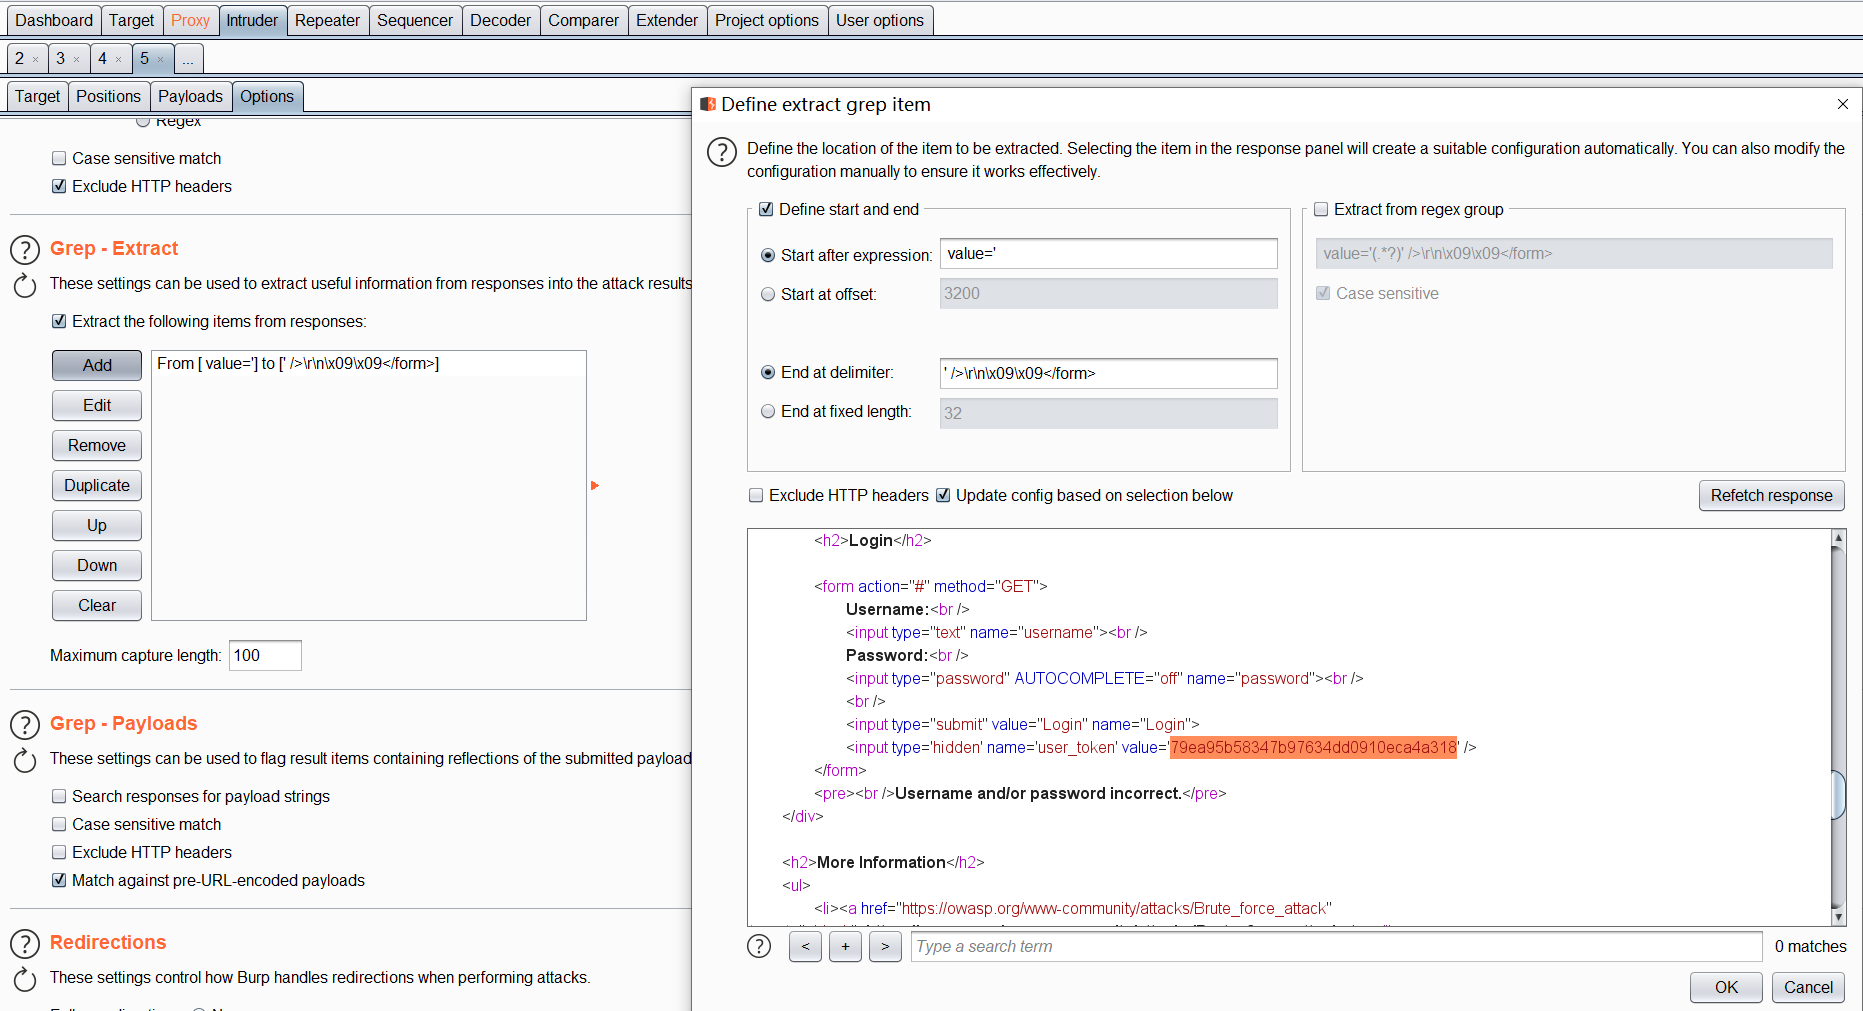 Dashboard Target Proxy Intruder Repeater Sequencer Decoder Comparer Extender Project options User options
2 × 3 × 4 × 5 × ...
Target Positions Payloads Options
Regex
Case sensitive match
Exclude HTTP headers
Grep - Extract
These settings can be used to extract useful information from responses into the attack results
Extract the following items from responses:
Add
From [ value='] to [' />\r\n\x09\x09</form>]
Edit
Remove
Duplicate
Up
Down
Clear
Maximum capture length: 100
Grep - Payloads
These settings can be used to flag result items containing reflections of the submitted payload
Search responses for payload strings
Case sensitive match
Exclude HTTP headers
Match against pre-URL-encoded payloads
Redirections
These settings control how Burp handles redirections when performing attacks.
Define extract grep item
Define the location of the item to be extracted. Selecting the item in the response panel will create a suitable configuration automatically. You can also modify the
configuration manually to ensure it works effectively.
Define start and end
Start after expression: value='
Start at offset: 3200
End at delimiter: ' />\r\n\x09\x09</form>
End at fixed length: 32
Extract from regex group
value='(.*?)' />\r\n\x09\x09</form>
Case sensitive
Exclude HTTP headers Update config based on selection below
Refetch response
<h2>Login</h2>
<form action="#" method="GET">
Username:<br />
<input type="text" name="username"><br />
Password:<br />
<input type="password" AUTOCOMPLETE="off" name="password"><br />
<br />
<input type="submit" value="Login" name="Login">
<input type='hidden' name='user_token' value='79ea95b58347b97634dd0910eca4a318' />
</form>
<pre><br />Username and/or password incorrect.</pre>
</div>
<h2>More Information</h2>
<ul>
<li><a href="https://owasp.org/www-community/attacks/Brute_force_attack"
< + > Type a search term 0 matches
OK Cancel